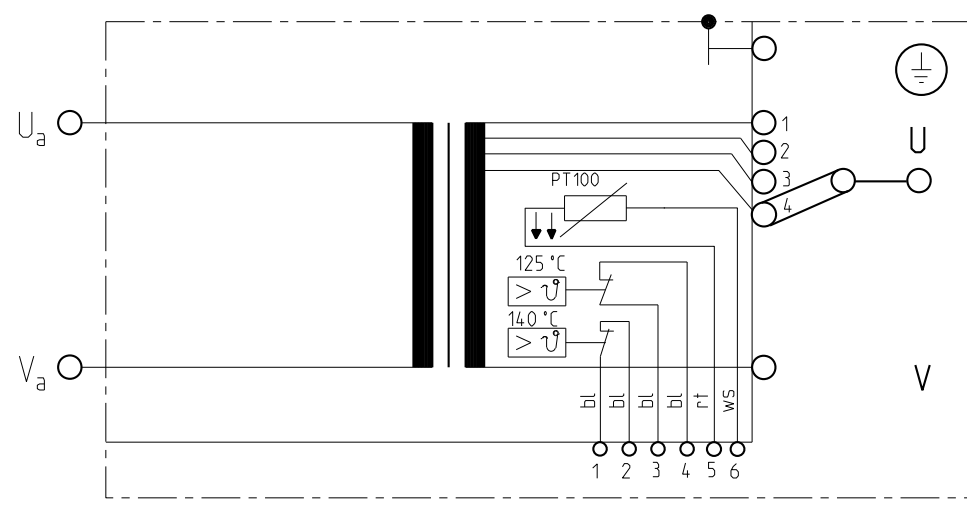 Ua
1
U
2
3
4
PT100
125 °C
> ϑ
140 °C
> ϑ
Va
V
bl bl bl bl rt ws
1 2 3 4 5 6